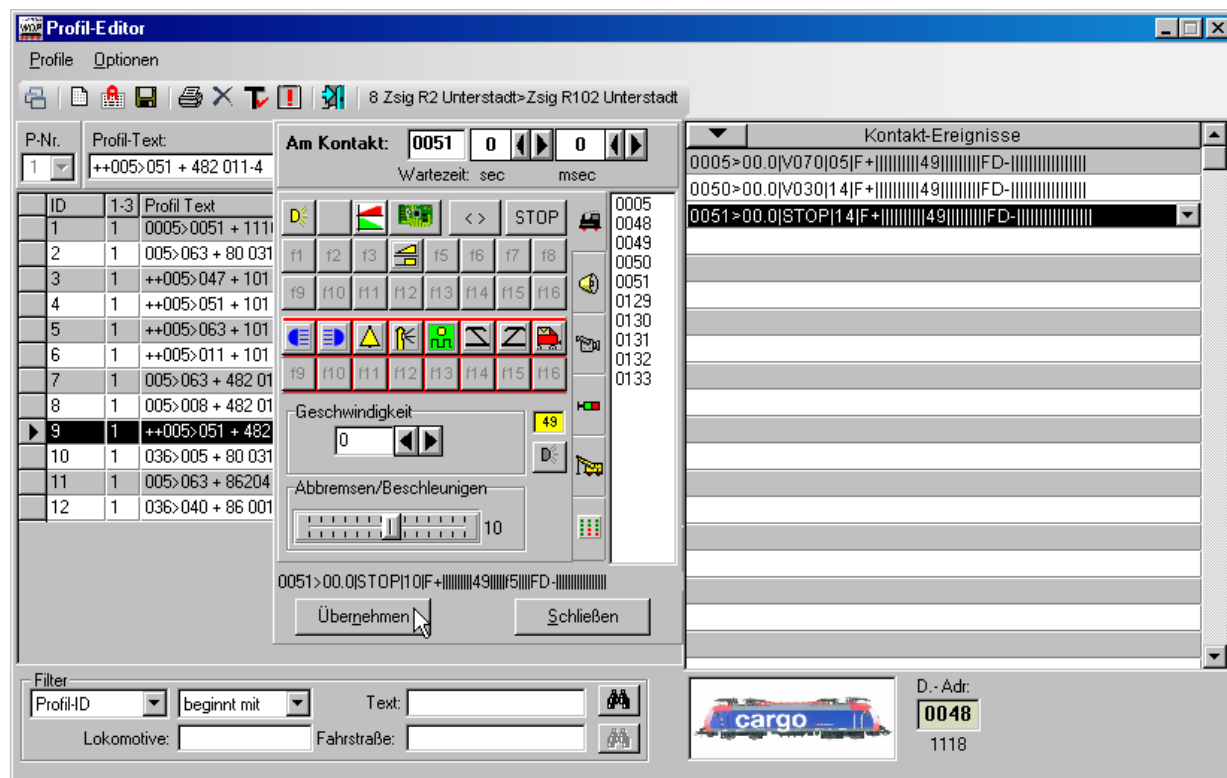 Profil-Editor
Profile Optionen
8 Zsig R2 Unterstadt>Zsig R102 Unterstadt
P-Nr. Profil-Text:
1 ++005>051 + 482 011-4
ID 1-3 Profil Text
1 1 0005>0051 + 111
2 1 005>063 + 80 031
3 1 ++005>047 + 101
4 1 ++005>051 + 101
5 1 ++005>063 + 101
6 1 ++005>011 + 101
7 1 005>063 + 482 01
8 1 005>008 + 482 01
9 1 ++005>051 + 482
10 1 036>005 + 80 031
11 1 005>063 + 86204
12 1 036>040 + 86 001
Am Kontakt: 0051 0 0
Wartezeit: sec msec
D < > STOP
f1 f2 f3 f5 f6 f7 f8
f9 f10 f11 f12 f13 f14 f15 f16
f9 f10 f11 f12 f13 f14 f15 f16
Geschwindigkeit
0
49
D
Abbremsen/Beschleunigen
10
0005
0048
0049
0050
0051
0129
0130
0131
0132
0133
0051>00.0|STOP|10|F+|||||||||49|||||f5||||FD-||||||||||||||||
Übernehmen Schließen
Kontakt-Ereignisse
0005>00.0|V070|05|F+||||||||||49|||||||||FD-||||||||||||||||
0050>00.0|V030|14|F+||||||||||49|||||||||FD-||||||||||||||||
0051>00.0|STOP|14|F+||||||||||49|||||||||FD-||||||||||||||||
Filter
Profil-ID beginnt mit Text:
Lokomotive: Fahrstraße:
cargo
D.- Adr:
0048
1118